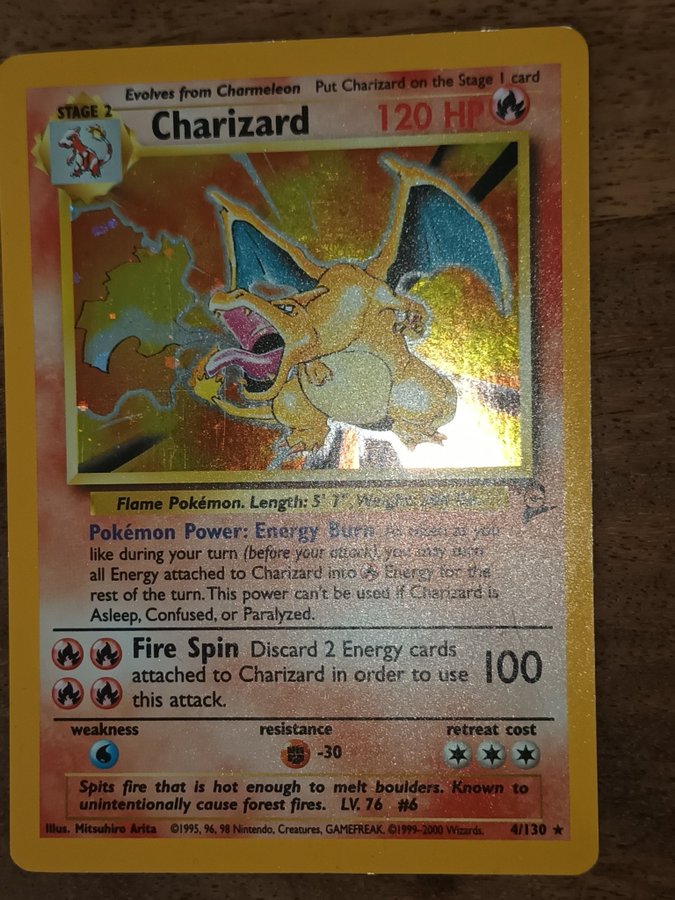 Evolves from Charmeleon Put Charizard on the Stage 1 card
STAGE 2
Charizard 120 HP
Flame Pokémon. Length: 5' 7", Weight:
Pokémon Power: Energy Burn as you
like during your turn (before your attack), you may turn
all Energy attached to Charizard into Energy for the
rest of the turn. This power can't be used if Charizard is
Asleep, Confused, or Paralyzed.
Fire Spin Discard 2 Energy cards
attached to Charizard in order to use 100
this attack.
weakness resistance retreat cost
-30
Spits fire that is hot enough to melt boulders. Known to
unintentionally cause forest fires. LV. 76 #6
Illus. Mitsuhiro Arita ©1995, 96, 98 Nintendo, Creatures, GAMEFREAK. ©1999-2000 Wizards. 4/130 ★